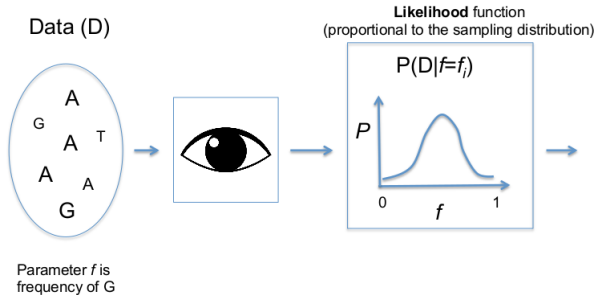 Data (D)
A
G
T
A
A
A
G
Parameter f is
frequency of G
Likelihood function
(proportional to the sampling distribution)
P(D|f=fi)
P
0
1
f